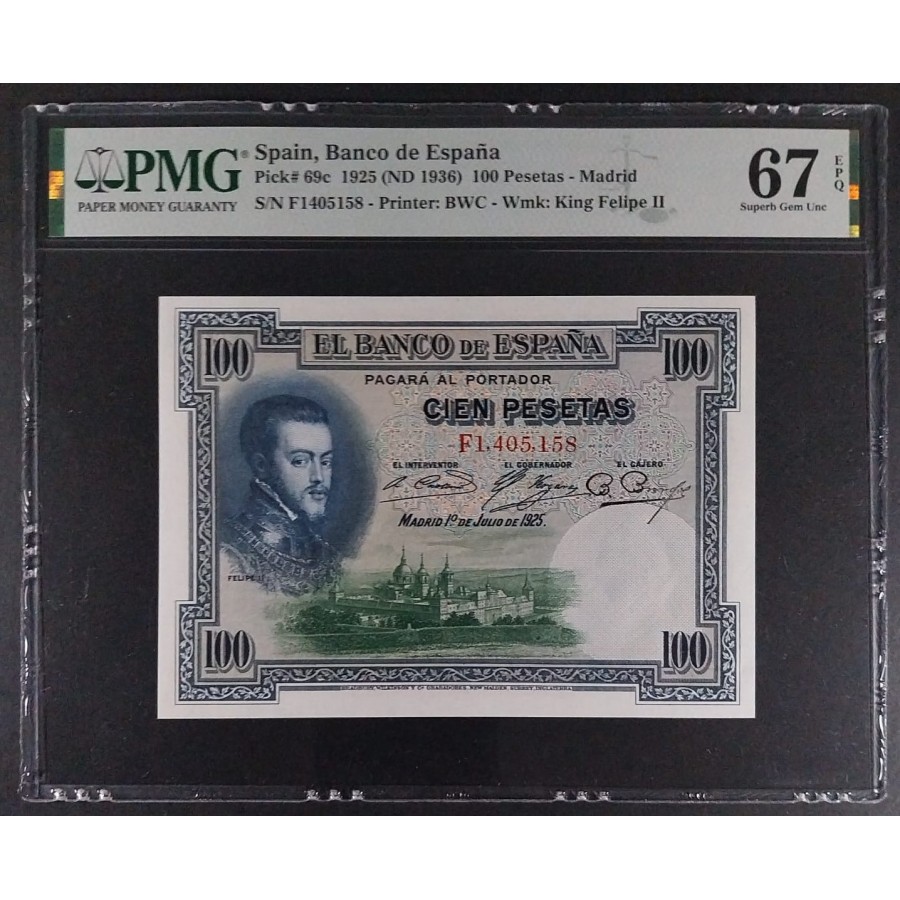 PMG®
PAPER MONEY GUARANTY
Spain, Banco de España
Pick# 69c 1925 (ND 1936) 100 Pesetas - Madrid
S/N F1405158 - Printer: BWC - Wmk: King Felipe II
67
EPQ
Superb Gem Unc
100
EL BANCO DE ESPAÑA
100
PAGARÁ AL PORTADOR
CIEN PESETAS
F1,405,158
EL INTERVENTOR
EL GOBERNADOR
EL CAJERO
MADRID 1º DE JULIO DE 1925.
FELIPE II
100
100